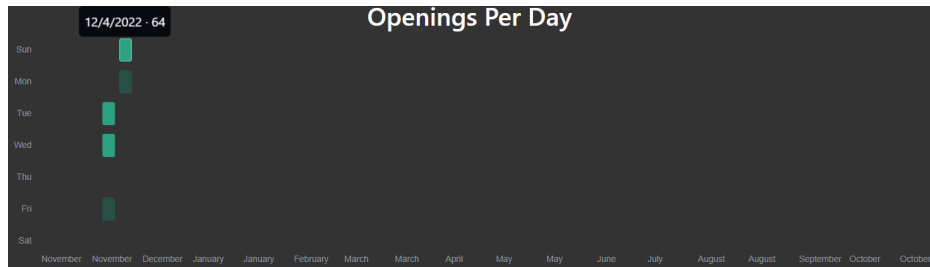 12/4/2022 · 64
Openings Per Day
Sun
Mon
Tue
Wed
Thu
Fri
Sat
November November December January January February March March April May May June July August August September October October